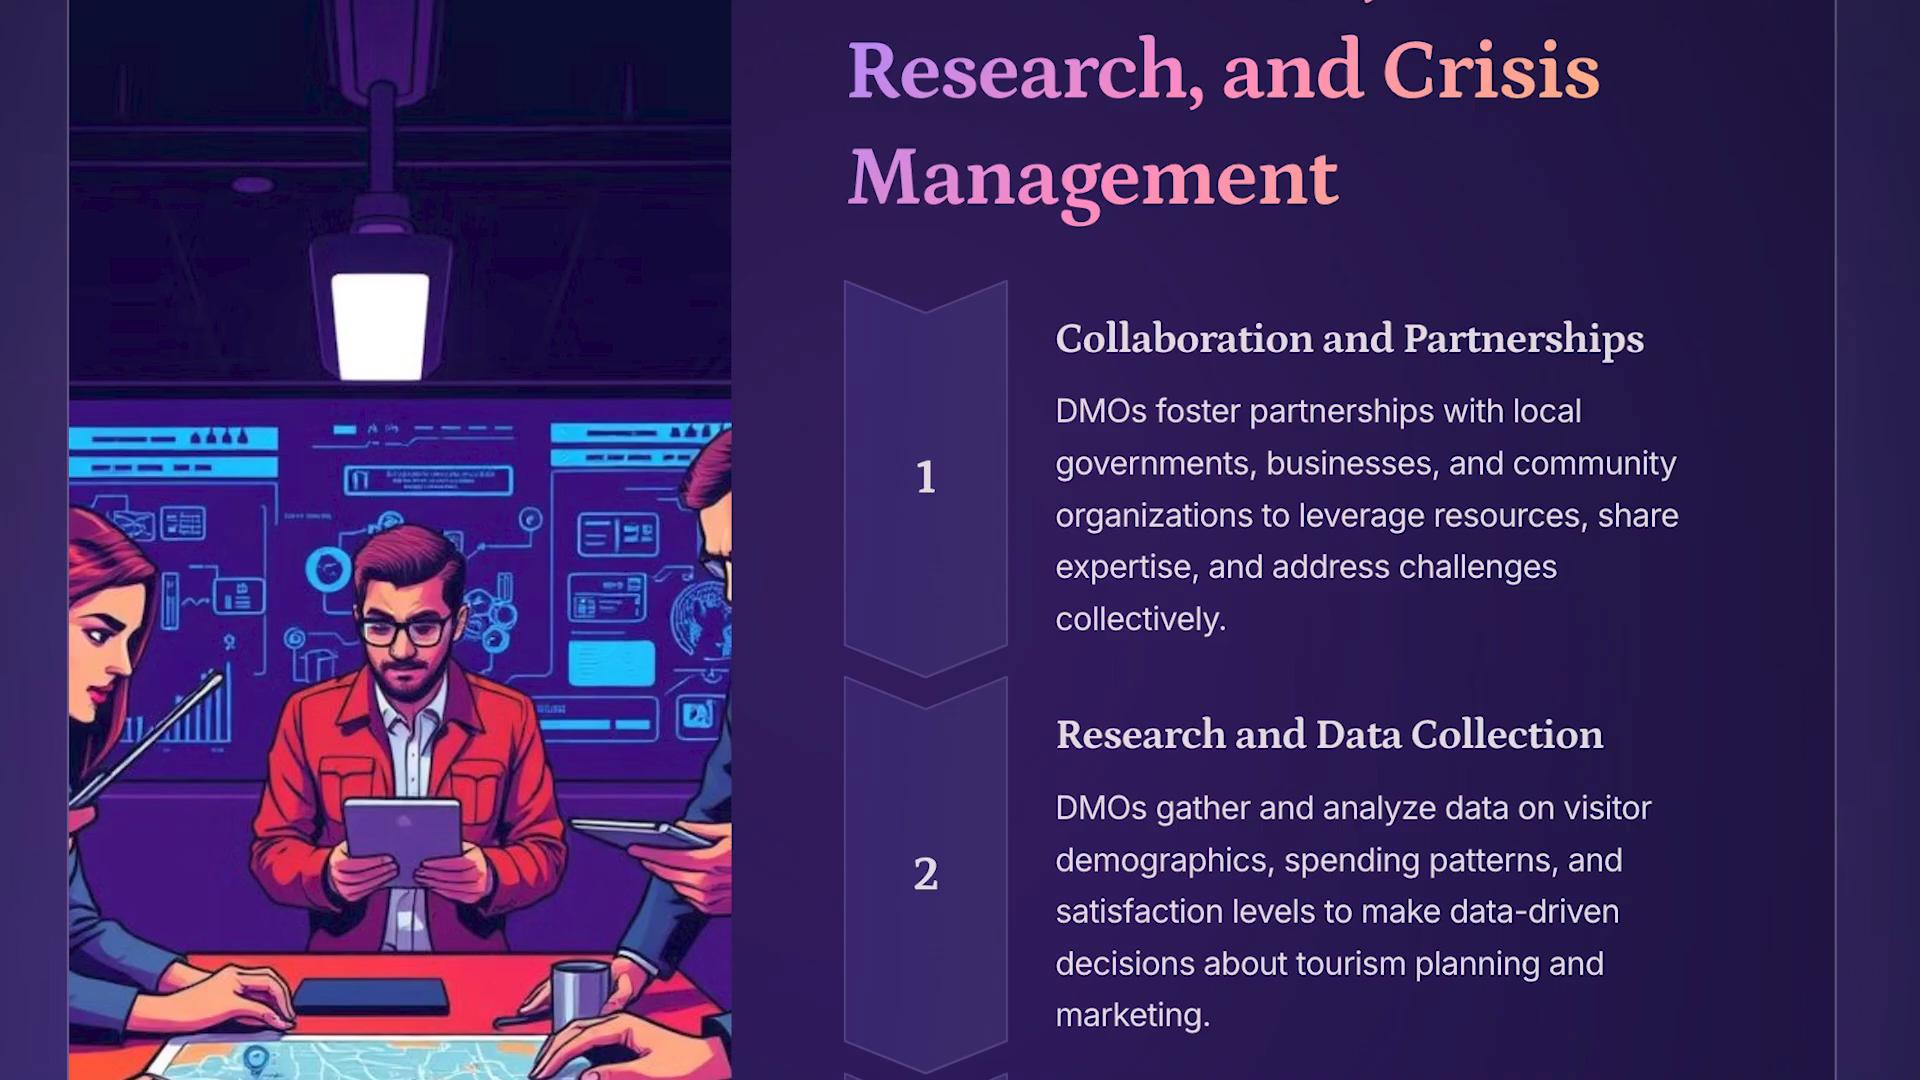 Research, and Crisis
Management
1
Collaboration and Partnerships
DMOs foster partnerships with local
governments, businesses, and community
organizations to leverage resources, share
expertise, and address challenges
collectively.
2
Research and Data Collection
DMOs gather and analyze data on visitor
demographics, spending patterns, and
satisfaction levels to make data-driven
decisions about tourism planning and
marketing.